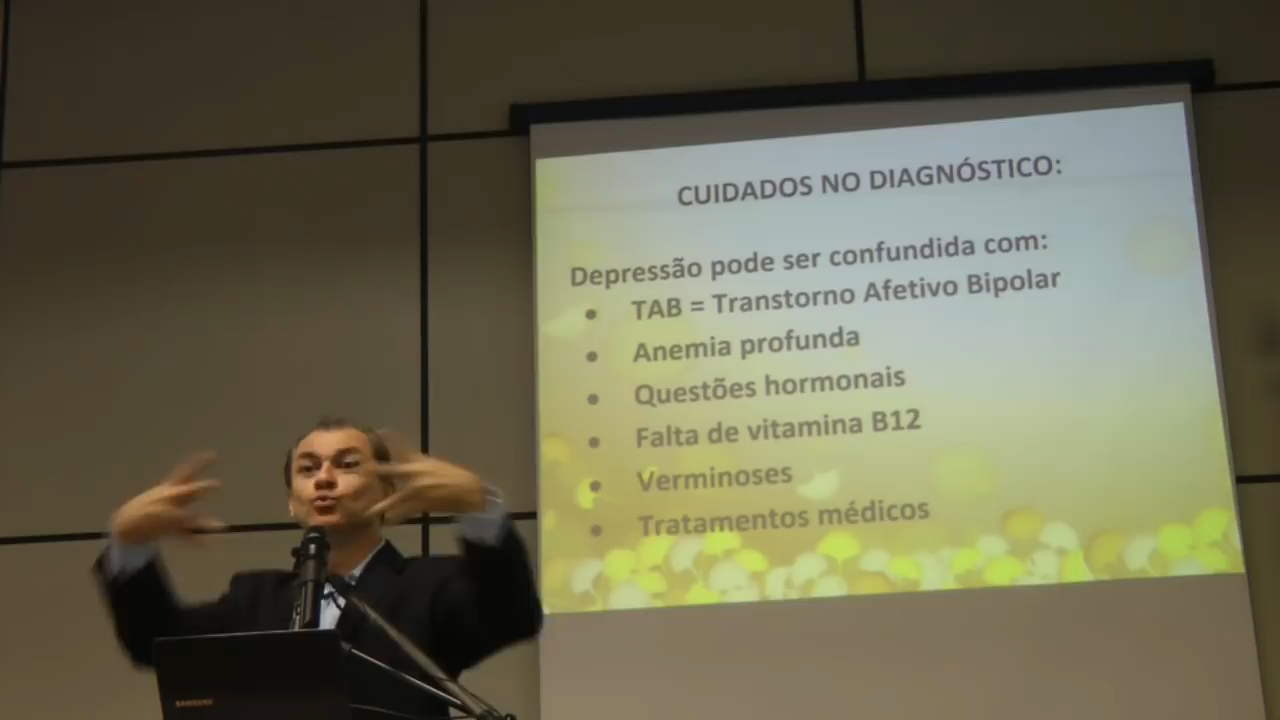 CUIDADOS NO DIAGNÓSTICO:
Depressão pode ser confundida com:
• TAB = Transtorno Afetivo Bipolar
• Anemia profunda
• Questões hormonais
• Falta de vitamina B12
• Verminoses
• Tratamentos médicos
SAMSUNG